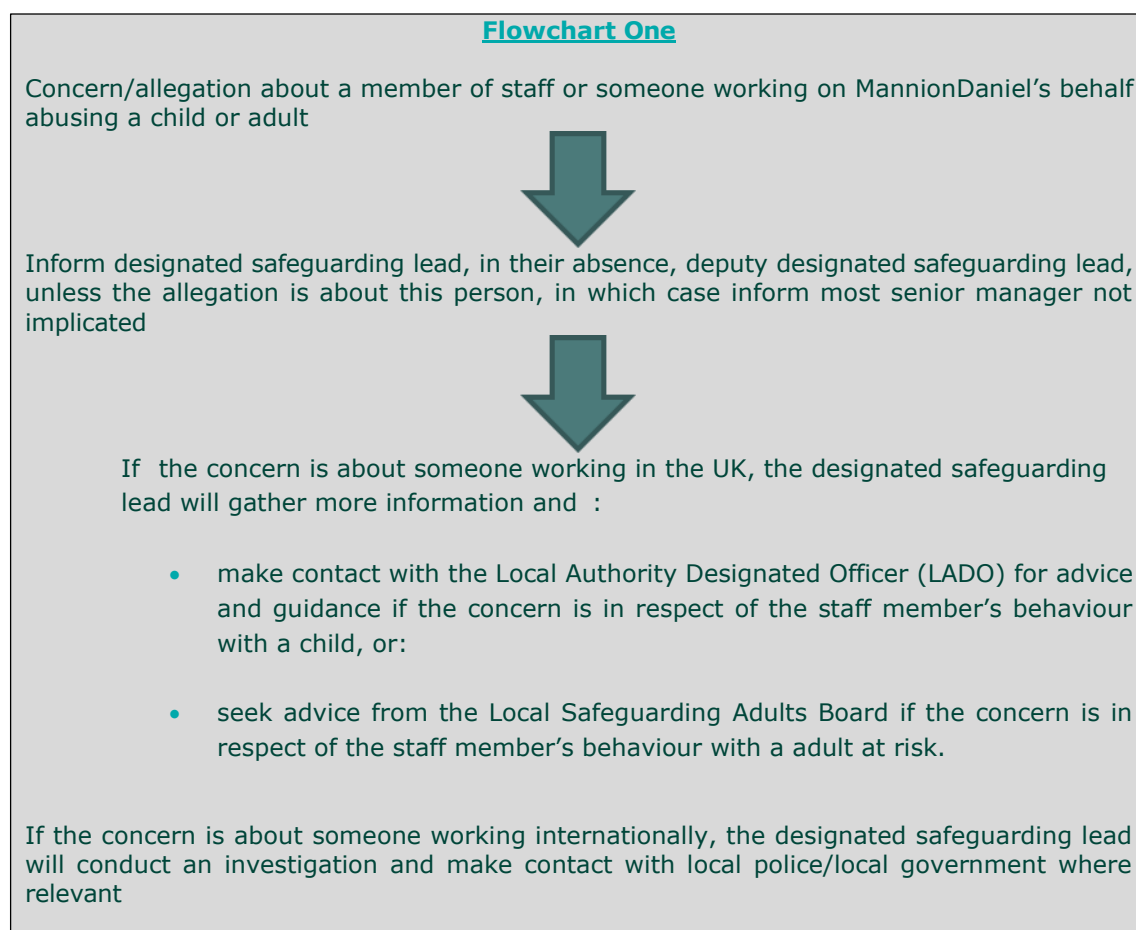 Flowchart One
Concern/allegation about a member of staff or someone working on MannionDaniel’s behalf
abusing a child or adult
Inform designated safeguarding lead, in their absence, deputy designated safeguarding lead,
unless the allegation is about this person, in which case inform most senior manager not
implicated
If the concern is about someone working in the UK, the designated safeguarding
lead will gather more information and :
• make contact with the Local Authority Designated Officer (LADO) for advice
and guidance if the concern is in respect of the staff member’s behaviour
with a child, or:
• seek advice from the Local Safeguarding Adults Board if the concern is in
respect of the staff member’s behaviour with a adult at risk.
If the concern is about someone working internationally, the designated safeguarding lead
will conduct an investigation and make contact with local police/local government where
relevant